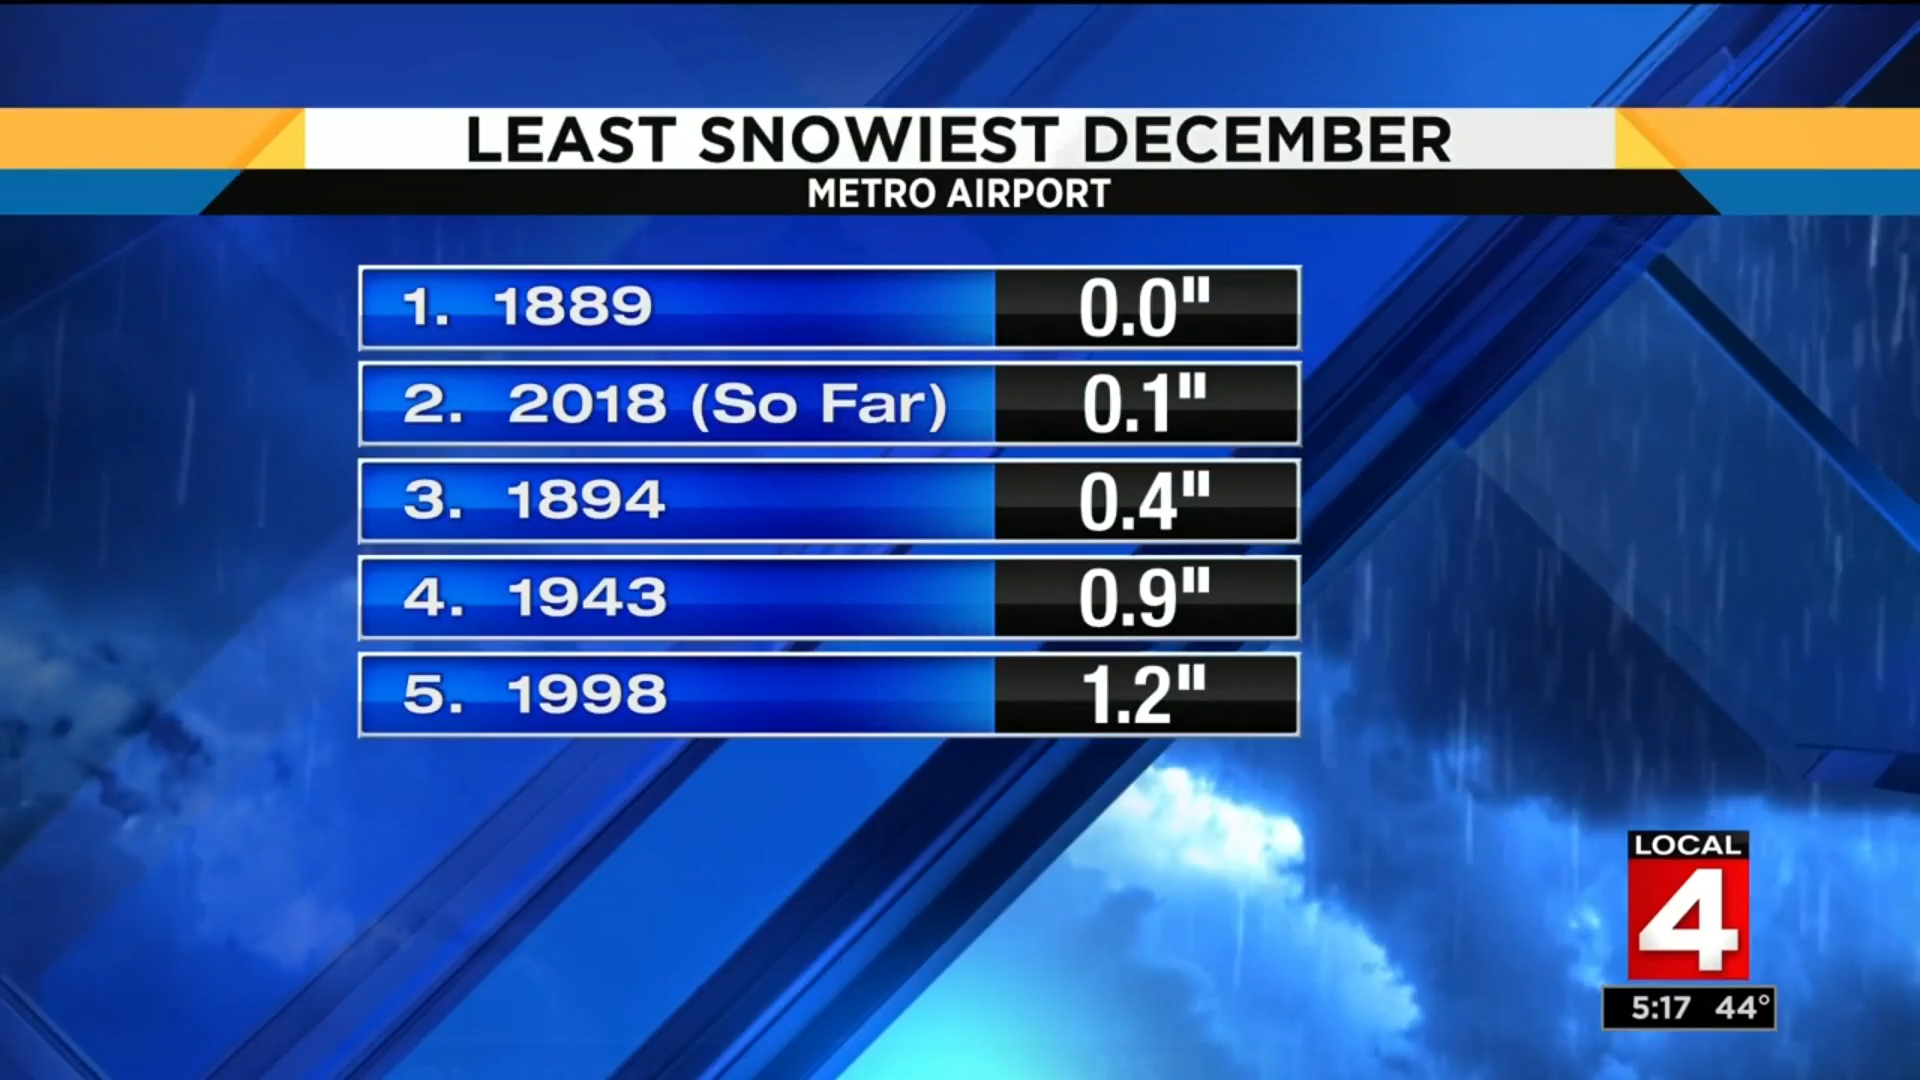 LEAST SNOWIEST DECEMBER
METRO AIRPORT
1. 1889 0.0"
2. 2018 (So Far) 0.1"
3. 1894 0.4"
4. 1943 0.9"
5. 1998 1.2"
LOCAL
4
5:17 44°